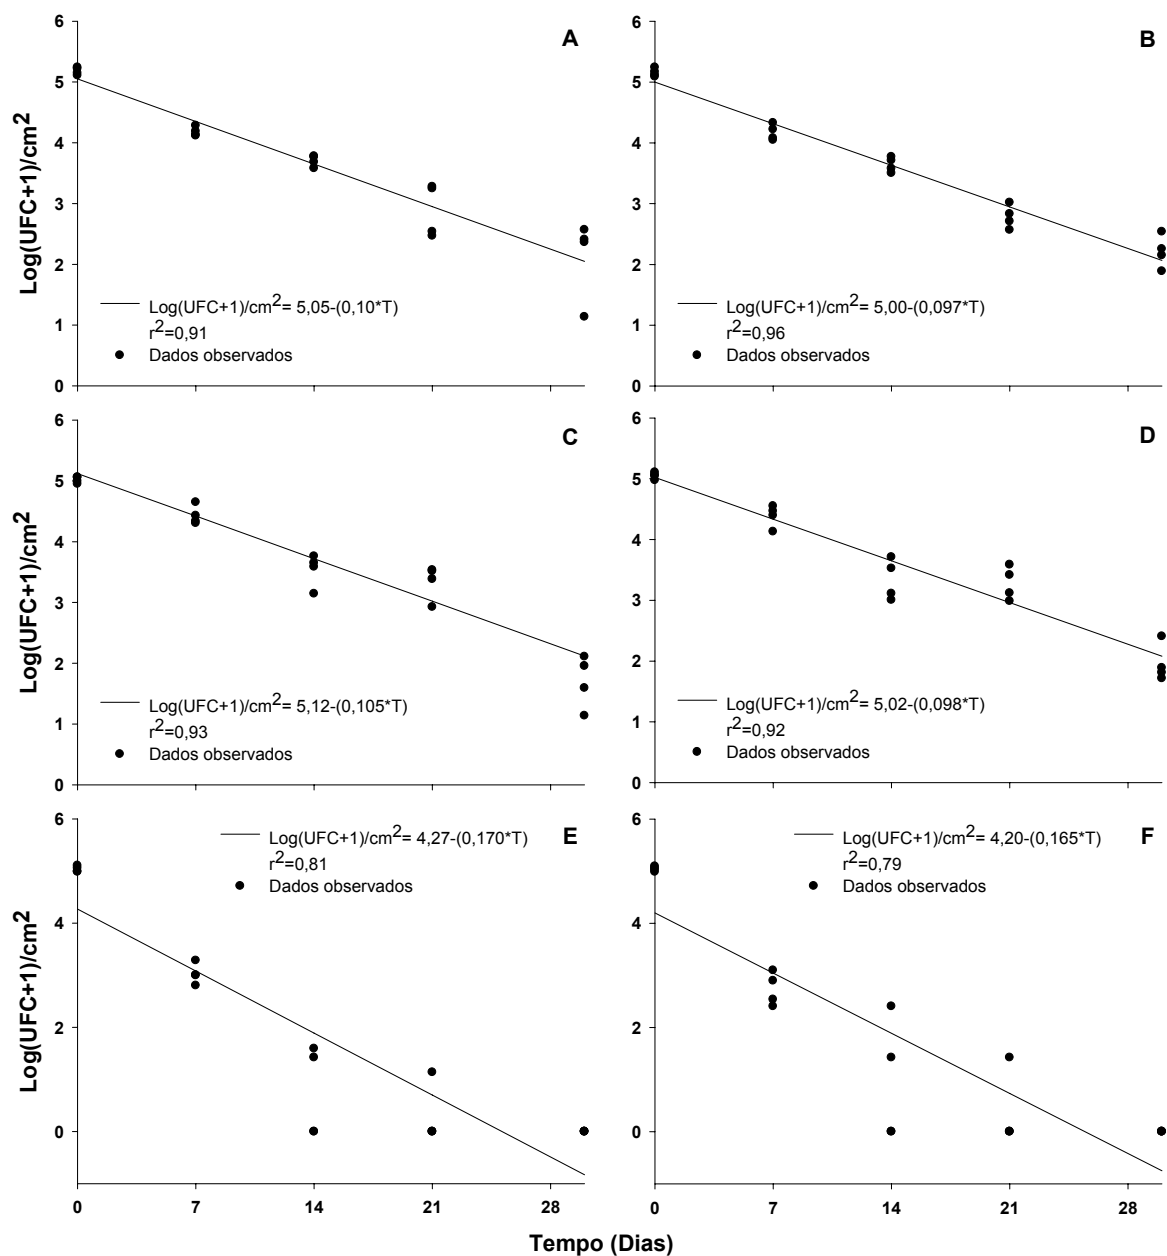 A
6
5
4
3
2
1
0
Log(UFC+1)/cm²
Log(UFC+1)/cm²= 5,05-(0,10*T)
r²=0,91
Dados observados
B
6
5
4
3
2
1
0
Log(UFC+1)/cm²= 5,00-(0,097*T)
r²=0,96
Dados observados
C
6
5
4
3
2
1
0
Log(UFC+1)/cm²
Log(UFC+1)/cm²= 5,12-(0,105*T)
r²=0,93
Dados observados
D
6
5
4
3
2
1
0
Log(UFC+1)/cm²= 5,02-(0,098*T)
r²=0,92
Dados observados
E
Log(UFC+1)/cm²= 4,27-(0,170*T)
r²=0,81
Dados observados
6
4
2
0
Log(UFC+1)/cm²
0 7 14 21 28
F
Log(UFC+1)/cm²= 4,20-(0,165*T)
r²=0,79
Dados observados
6
4
2
0
0 7 14 21 28
Tempo (Dias)